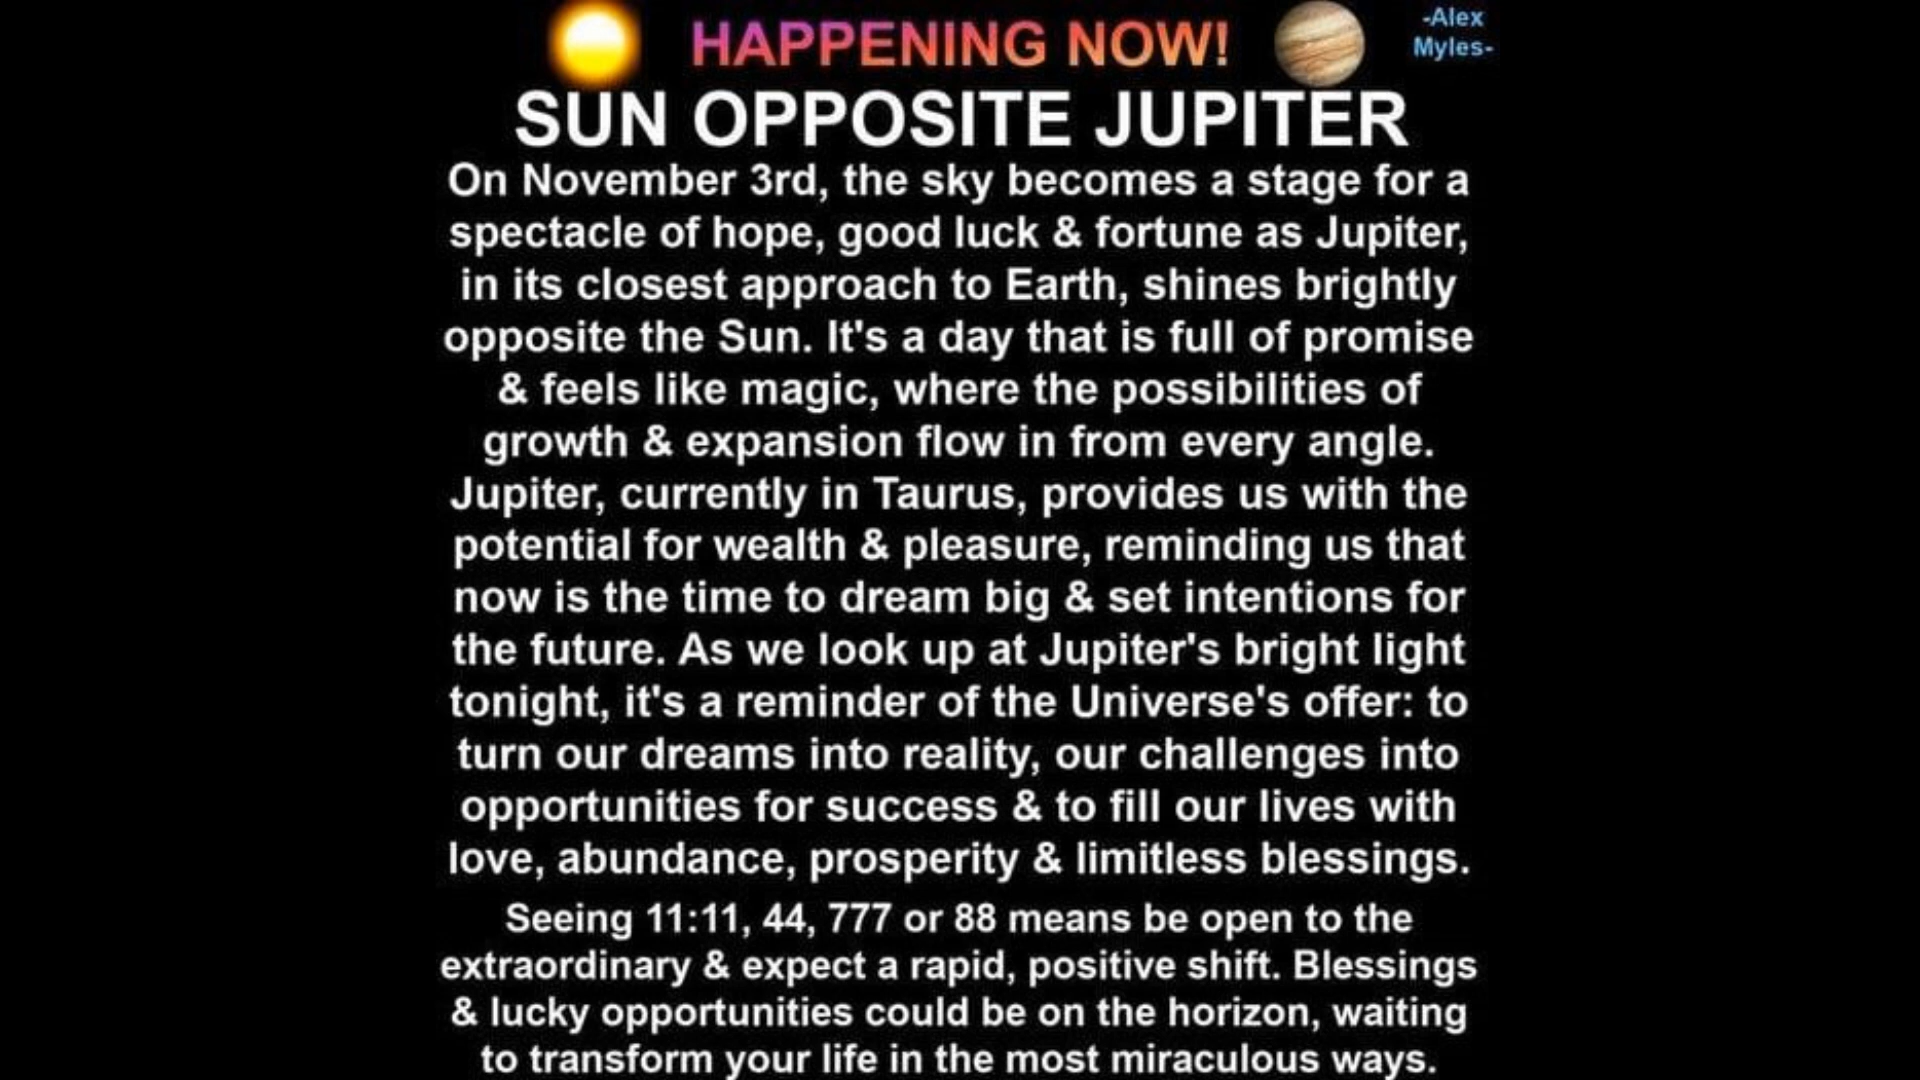 HAPPENING NOW!
-Alex
Myles-
SUN OPPOSITE JUPITER
On November 3rd, the sky becomes a stage for a
spectacle of hope, good luck & fortune as Jupiter,
in its closest approach to Earth, shines brightly
opposite the Sun. It's a day that is full of promise
& feels like magic, where the possibilities of
growth & expansion flow in from every angle.
Jupiter, currently in Taurus, provides us with the
potential for wealth & pleasure, reminding us that
now is the time to dream big & set intentions for
the future. As we look up at Jupiter's bright light
tonight, it's a reminder of the Universe's offer: to
turn our dreams into reality, our challenges into
opportunities for success & to fill our lives with
love, abundance, prosperity & limitless blessings.
Seeing 11:11, 44, 777 or 88 means be open to the
extraordinary & expect a rapid, positive shift. Blessings
& lucky opportunities could be on the horizon, waiting
to transform your life in the most miraculous ways.